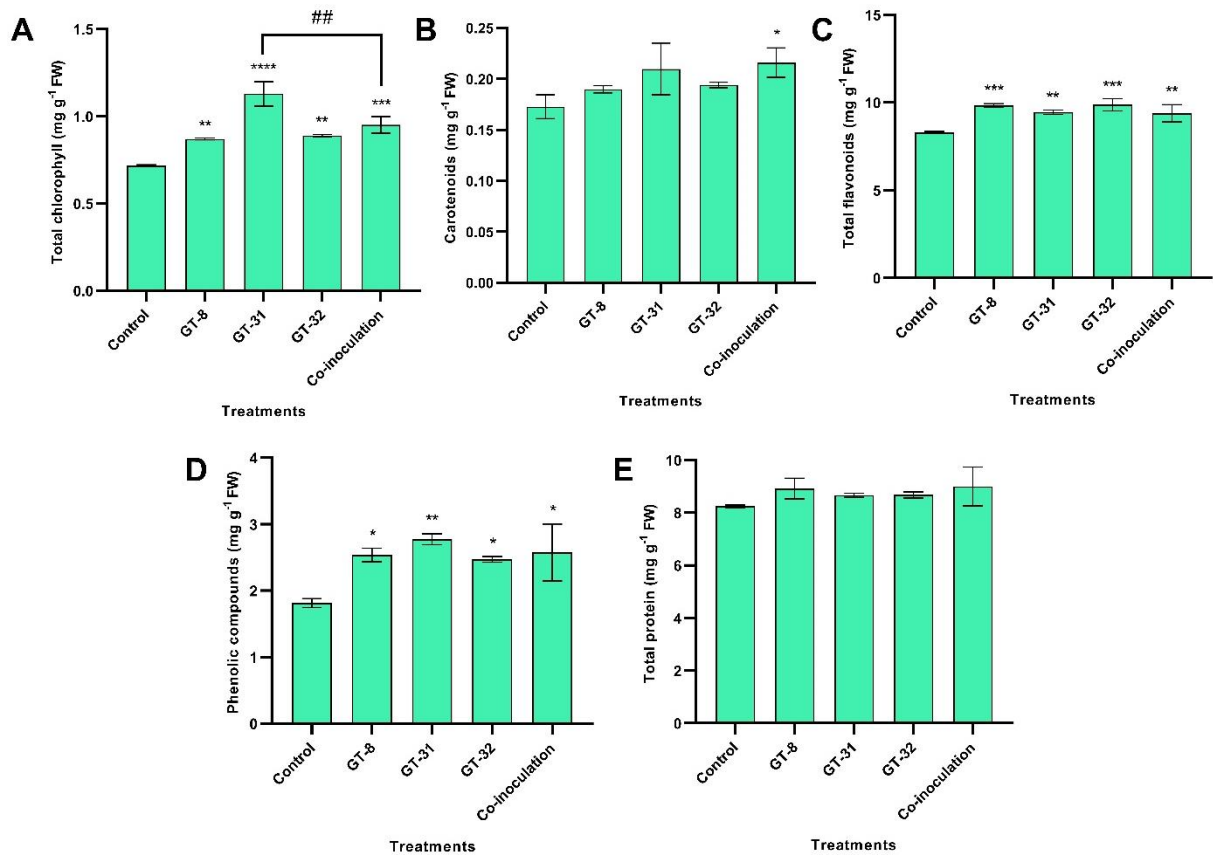 A
Total chlorophyll (mg g⁻¹ FW)
1.5
1.0
0.5
0.0
**
****
**
***
##
Control
GT-8
GT-31
GT-32
Co-inoculation
Treatments
B
Carotenoids (mg g⁻¹ FW)
0.25
0.20
0.15
0.10
0.05
0.00
*
Control
GT-8
GT-31
GT-32
Co-inoculation
Treatments
C
Total flavonoids (mg g⁻¹ FW)
15
10
5
0
***
**
***
**
Control
GT-8
GT-31
GT-32
Co-inoculation
Treatments
D
Phenolic compounds (mg g⁻¹ FW)
4
3
2
1
0
*
**
*
*
Control
GT-8
GT-31
GT-32
Co-inoculation
Treatments
E
Total protein (mg g⁻¹ FW)
10
8
6
4
2
0
Control
GT-8
GT-31
GT-32
Co-inoculation
Treatments